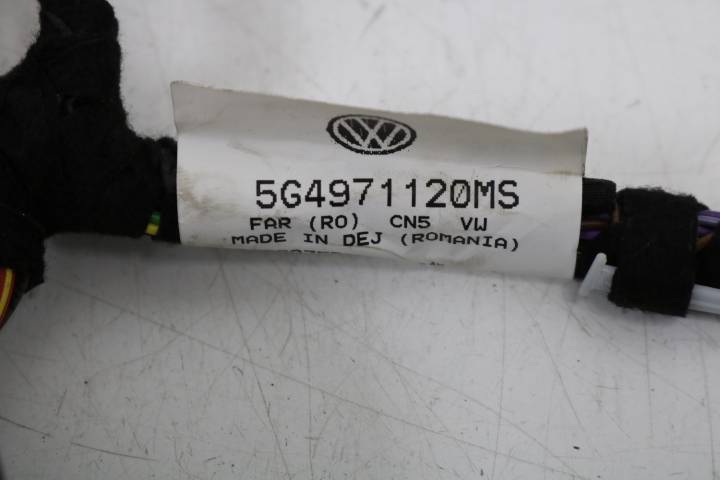 5G4971120MS
FAR (RO) CN5 VW
MADE IN DEJ (ROMANIA)